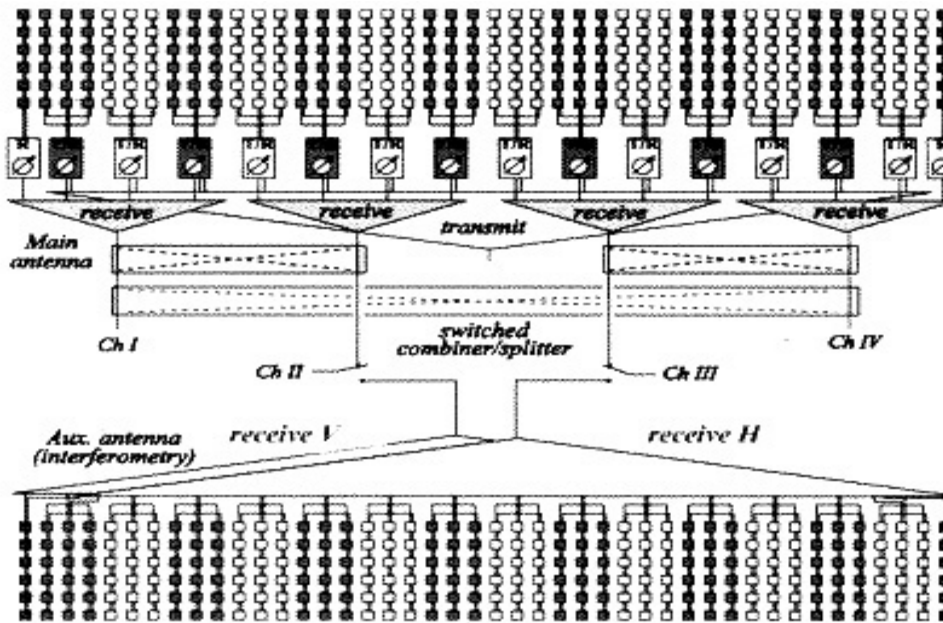 receive
receive
receive
receive
transmit
Main
antenna
switched
combiner/splitter
Ch I
Ch IV
Ch II
Ch III
Aux. antenna
(interferometry)
receive V
receive H